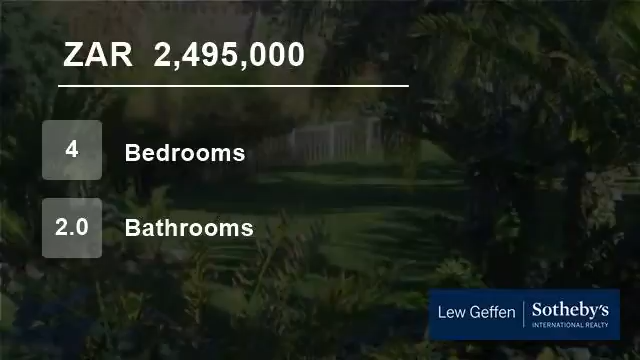 ZAR 2,495,000
4 Bedrooms
2.0 Bathrooms
Lew Geffen Sotheby's
INTERNATIONAL REALTY